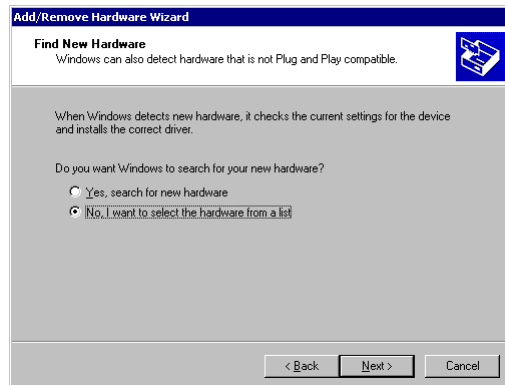 Add/Remove Hardware Wizard
Find New Hardware
Windows can also detect hardware that is not Plug and Play compatible.
When Windows detects new hardware, it checks the current settings for the device
and installs the correct driver.
Do you want Windows to search for your new hardware?
Yes, search for new hardware
No, I want to select the hardware from a list
< Back
Next >
Cancel